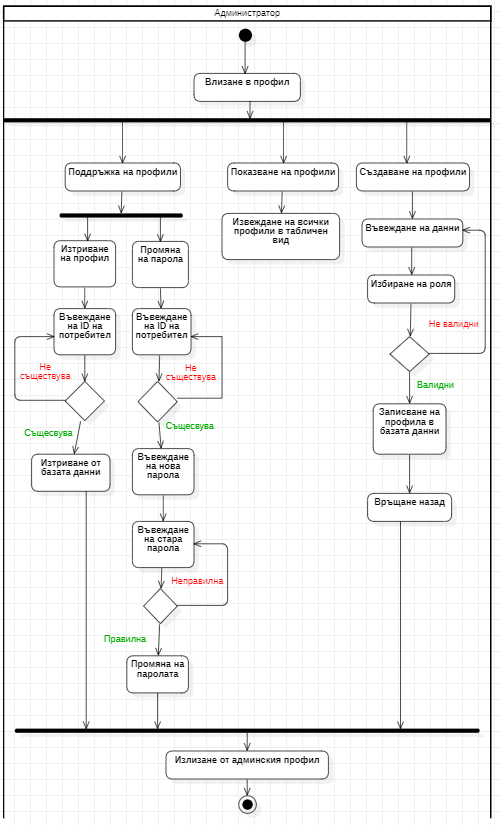 Администратор
Влизане в профил
Поддръжка на профили
Показване на профили
Създаване на профили
Изтриване
на профил
Промяна
на парола
Извеждане на всички
профили в табличен
вид
Въвеждане на данни
Избиране на роля
Въвеждане
на ID на
потребител
Въвеждане
на ID на
потребител
Не валидни
Не
съществува
Не
съществува
Валидни
Същесвува
Същесвува
Записване на
профила в
базата данни
Изтриване от
базата данни
Въвеждане
на нова
парола
Връщане назад
Въвеждане
на стара
парола
Неправилна
Правилна
Промяна на
паролата
Излизане от админския профил